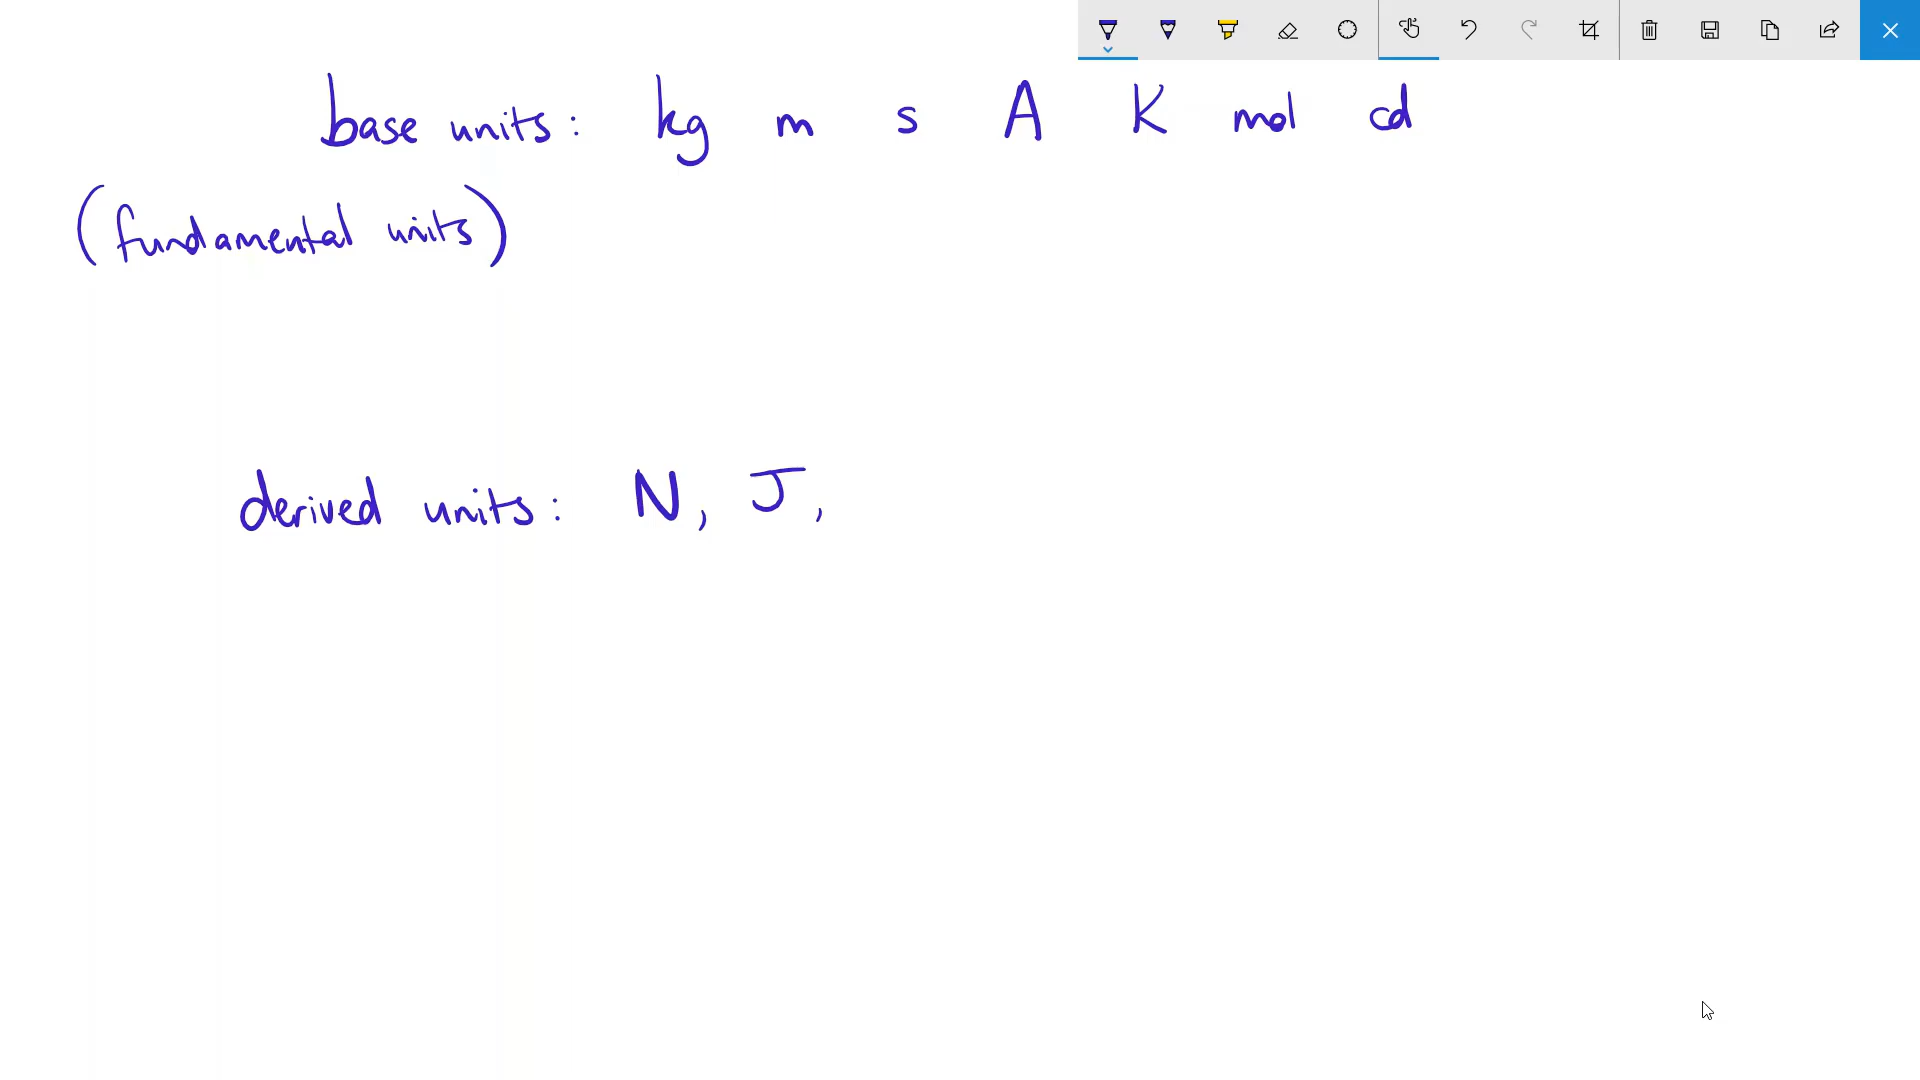 base units: kg m s A K mol cd
(fundamental units)
derived units: N, J,